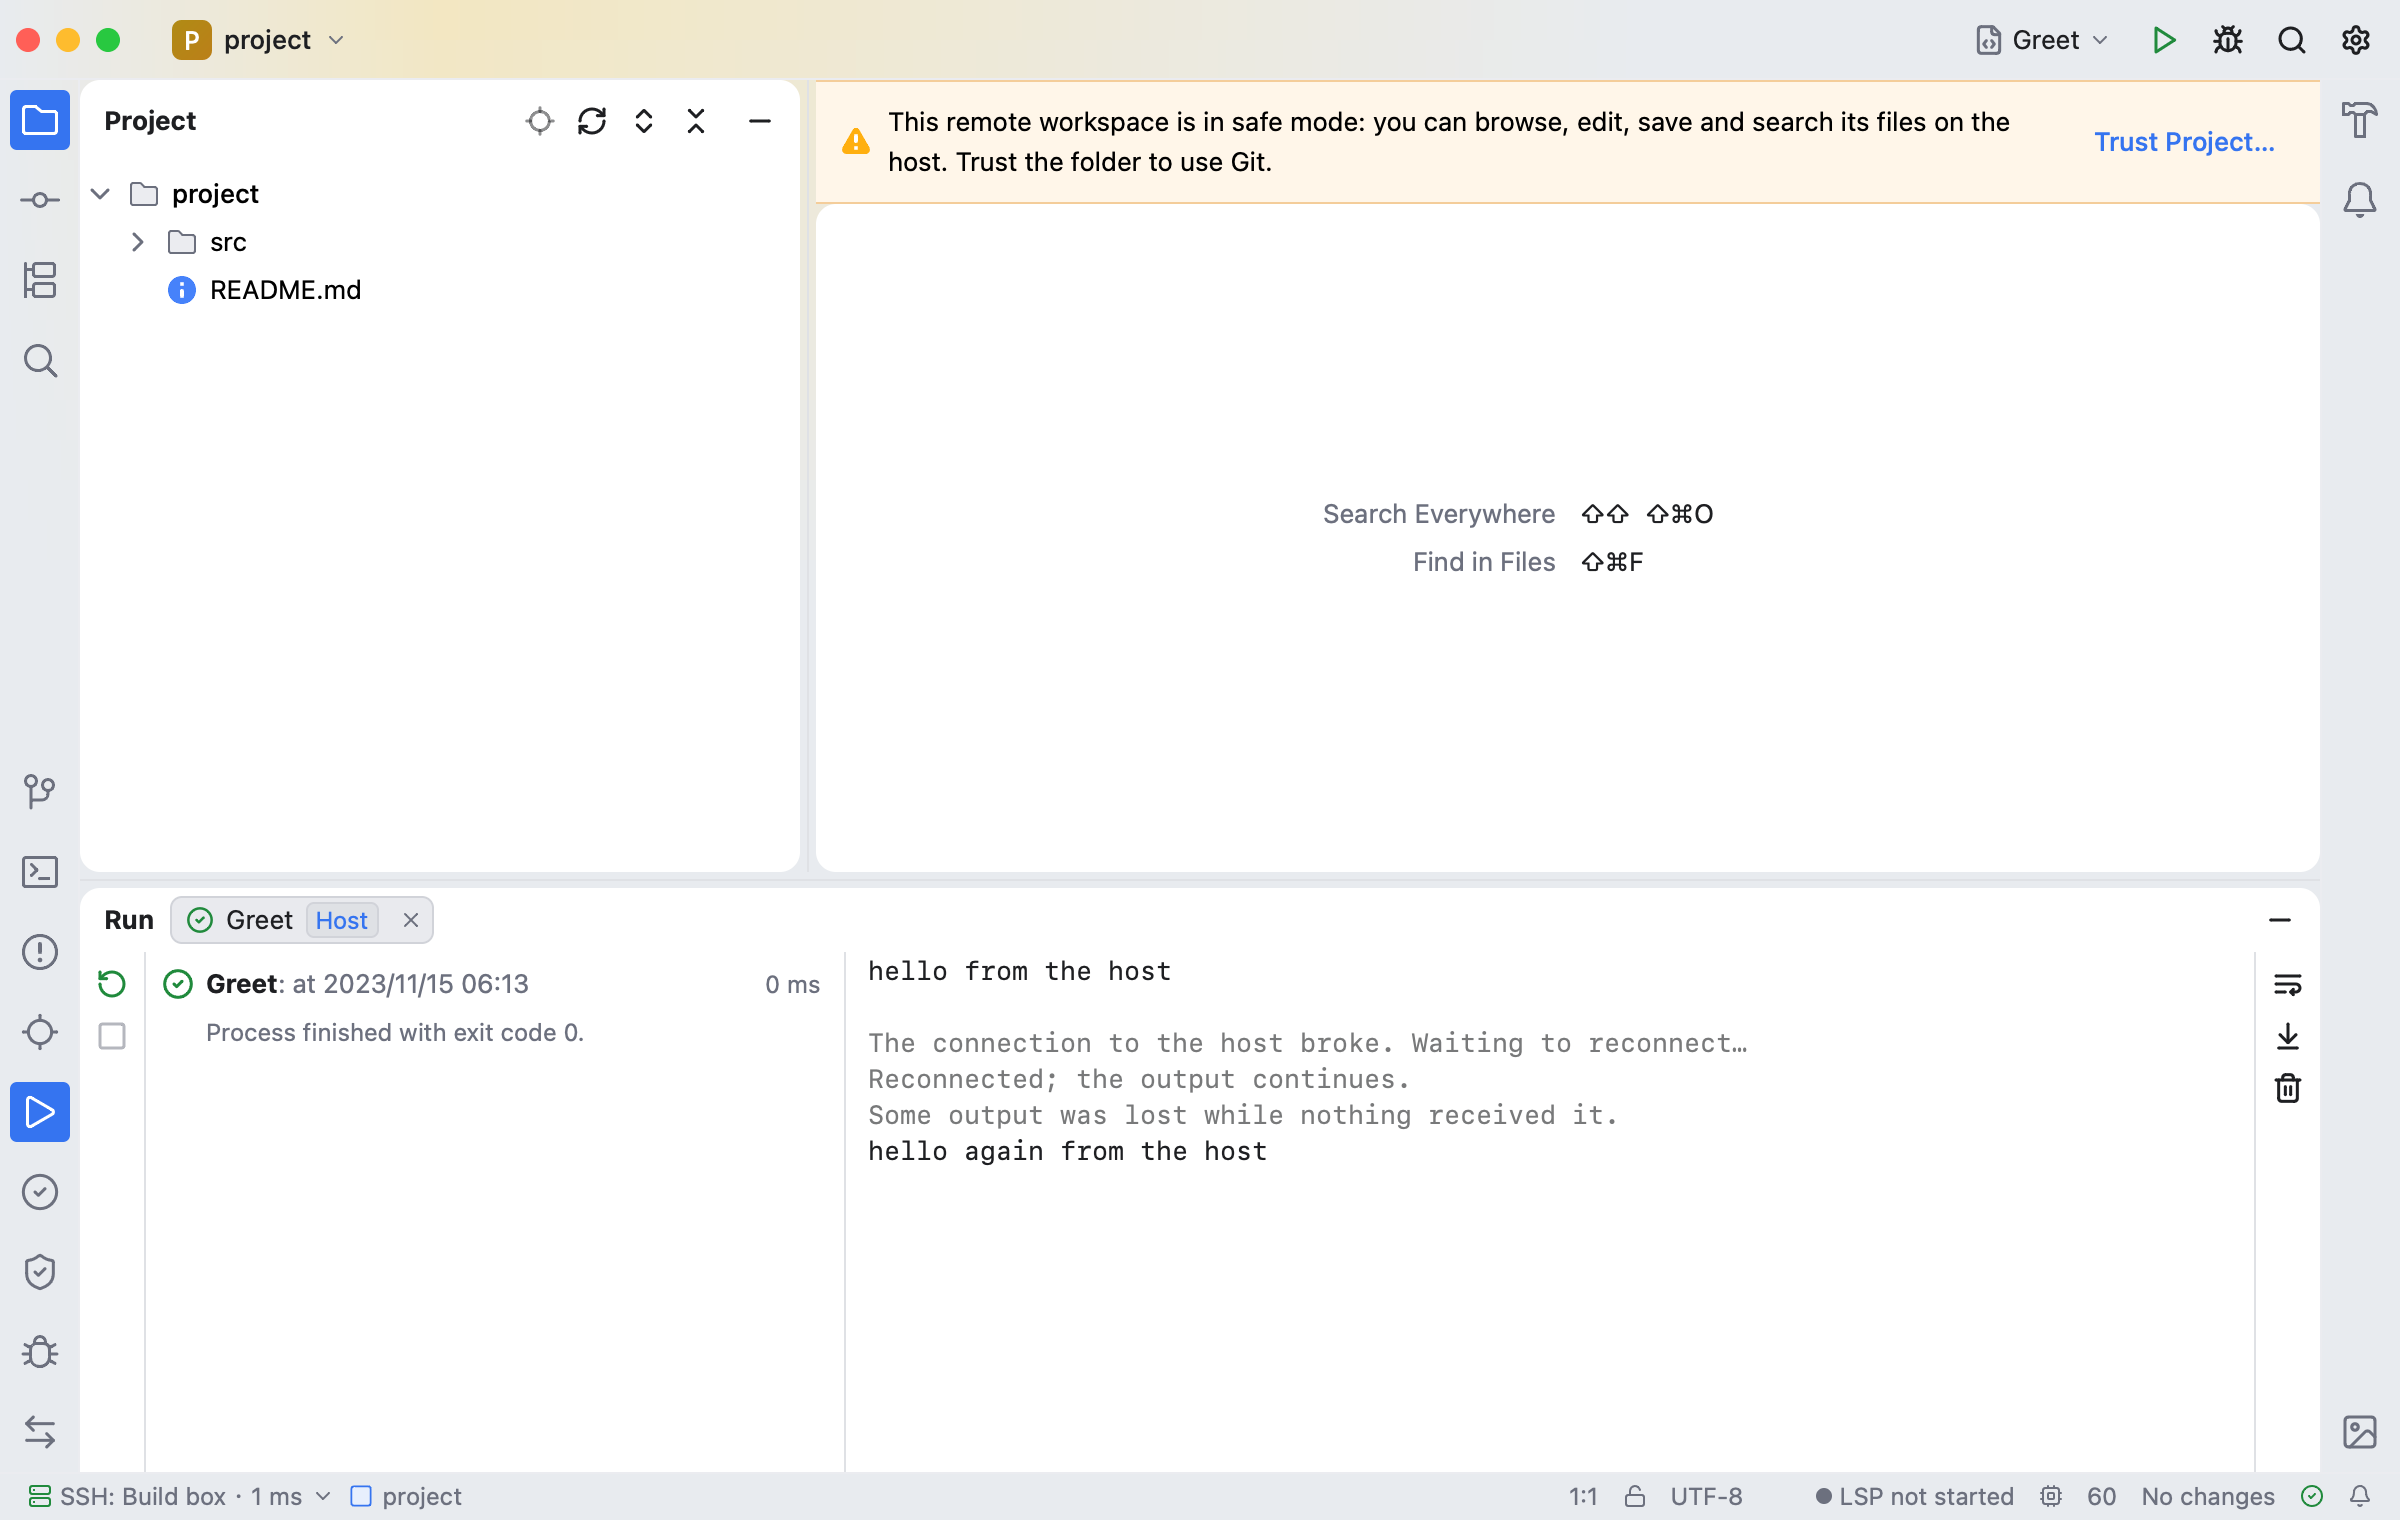 P project
Greet
Project
project
src
README.md
This remote workspace is in safe mode: you can browse, edit, save and search its files on the
host. Trust the folder to use Git.
Trust Project...
Search Everywhere ⇧⇧ ⇧⌘O
Find in Files ⇧⌘F
Run
Greet Host
Greet: at 2023/11/15 06:13
0 ms
Process finished with exit code 0.
hello from the host
The connection to the host broke. Waiting to reconnect…
Reconnected; the output continues.
Some output was lost while nothing received it.
hello again from the host
SSH: Build box · 1 ms
project
1:1
UTF-8
LSP not started
60
No changes